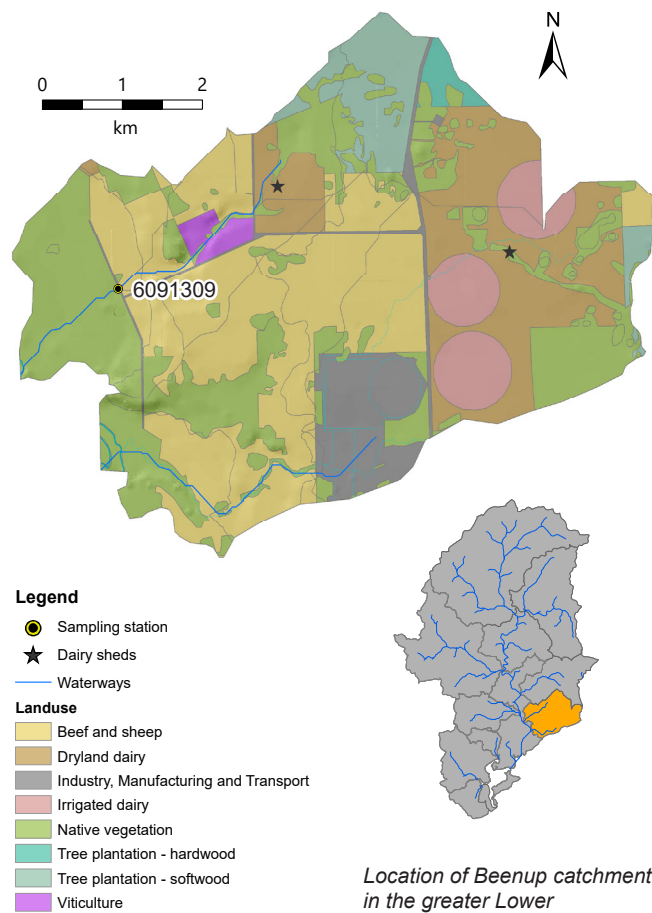 N
0 1 2
km
6091309
Legend
Sampling station
Dairy sheds
Waterways
Landuse
Beef and sheep
Dryland dairy
Industry, Manufacturing and Transport
Irrigated dairy
Native vegetation
Tree plantation - hardwood
Tree plantation - softwood
Viticulture
Location of Beenup catchment
in the greater Lower